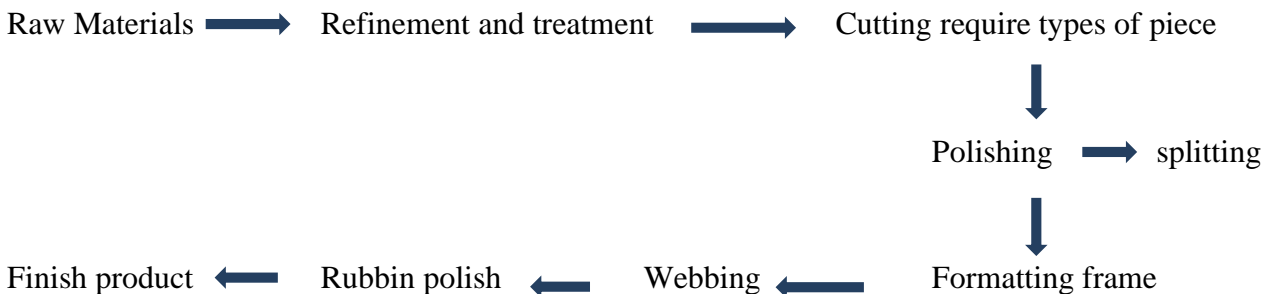 Raw Materials Refinement and treatment Cutting require types of piece
Polishing splitting
Finish product Rubbin polish Webbing Formatting frame